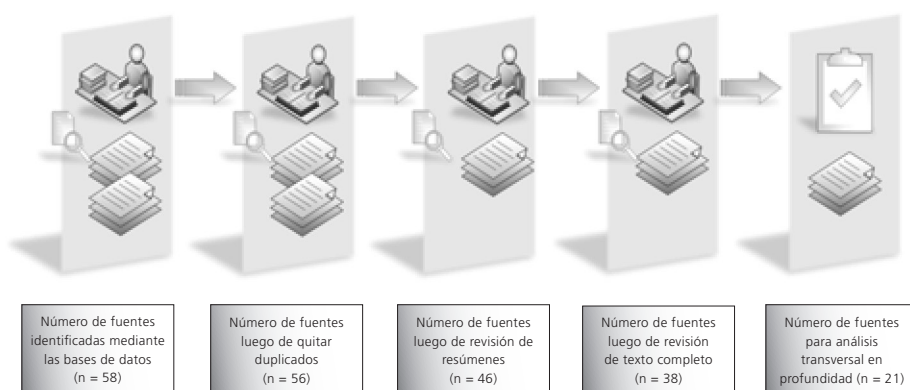 Número de fuentes
identificadas mediante
las bases de datos
(n = 58)
Número de fuentes
luego de quitar
duplicados
(n = 56)
Número de fuentes
luego de revisión de
resúmenes
(n = 46)
Número de fuentes
luego de revisión
de texto completo
(n = 38)
Número de fuentes
para análisis
transversal en
profundidad (n = 21)